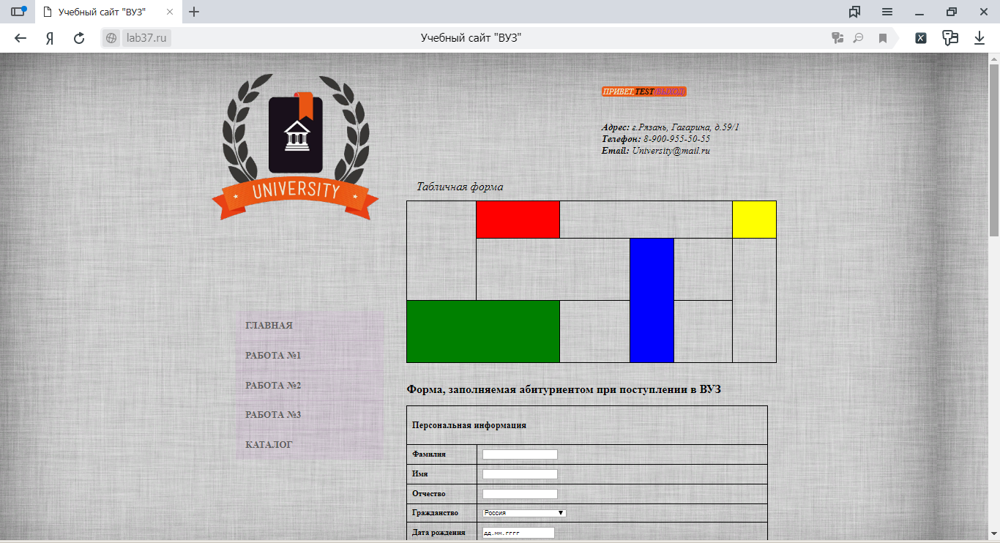 Учебный сайт "ВУЗ"
Я
lab37.ru
Учебный сайт "ВУЗ"
X
UNIVERSITY
ПРИВЕТ,TEST(ВЫХОД)
Адрес: г.Рязань, Гагарина, д.59/1
Телефон: 8-900-955-50-55
Email: University@mail.ru
Табличная форма
ГЛАВНАЯ
РАБОТА №1
РАБОТА №2
РАБОТА №3
КАТАЛОГ
Форма, заполняемая абитуриентом при поступлении в ВУЗ
Персональная информация
Фамилия
Имя
Отчество
Гражданство Россия
Дата рождения дд.мм.гггг